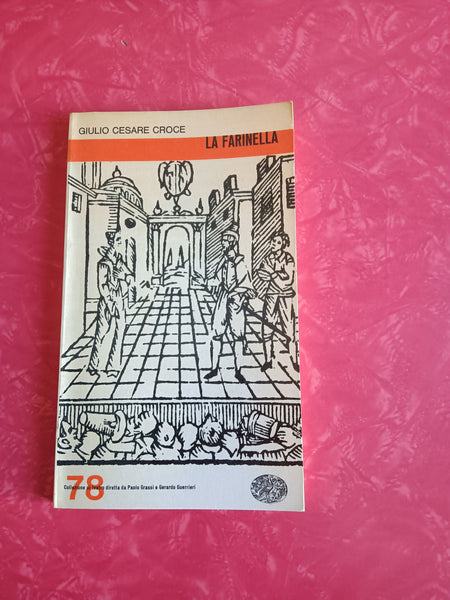 GIULIO CESARE CROCE
LA FARINELLA
78
Collezione di teatro diretta da Paolo Grassi e Gerardo Guerrieri